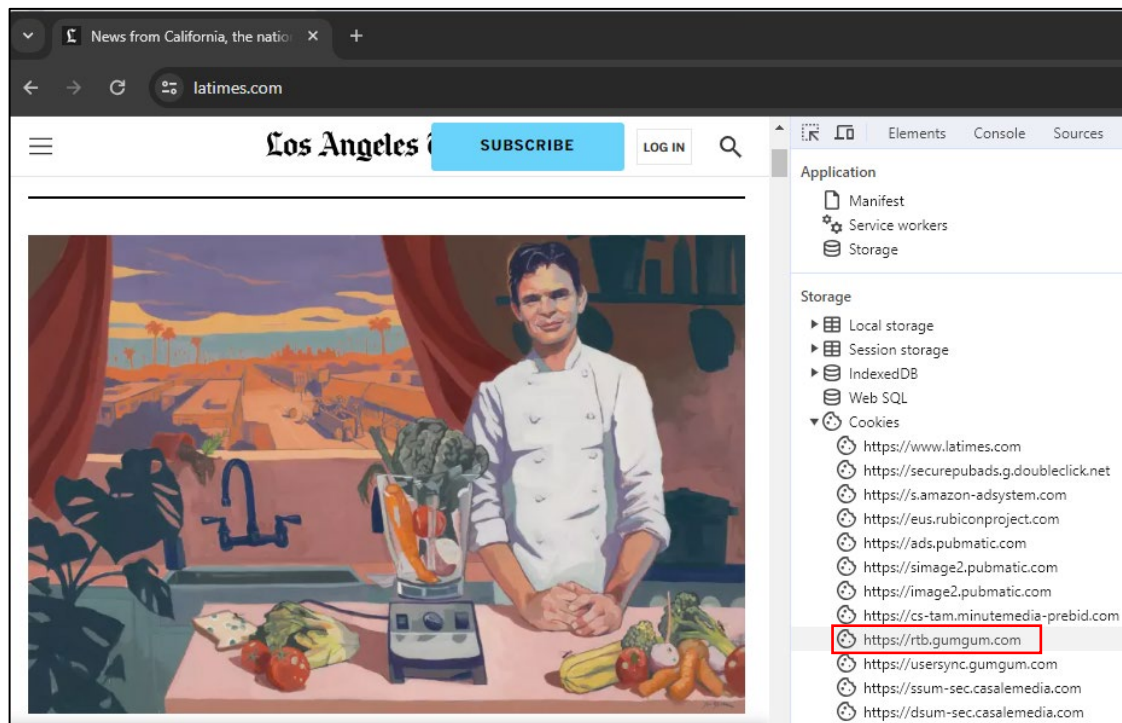 News from California, the natio
latimes.com
Los Angeles
SUBSCRIBE
LOG IN
Elements Console Sources
Application
Manifest
Service workers
Storage
Storage
Local storage
Session storage
IndexedDB
Web SQL
Cookies
https://www.latimes.com
https://securepubads.g.doubleclick.net
https://s.amazon-adsystem.com
https://eus.rubiconproject.com
https://ads.pubmatic.com
https://simage2.pubmatic.com
https://image2.pubmatic.com
https://cs-tam.minutemedia-prebid.com
https://rtb.gumgum.com
https://usersync.gumgum.com
https://ssum-sec.casalemedia.com
https://dsum-sec.casalemedia.com